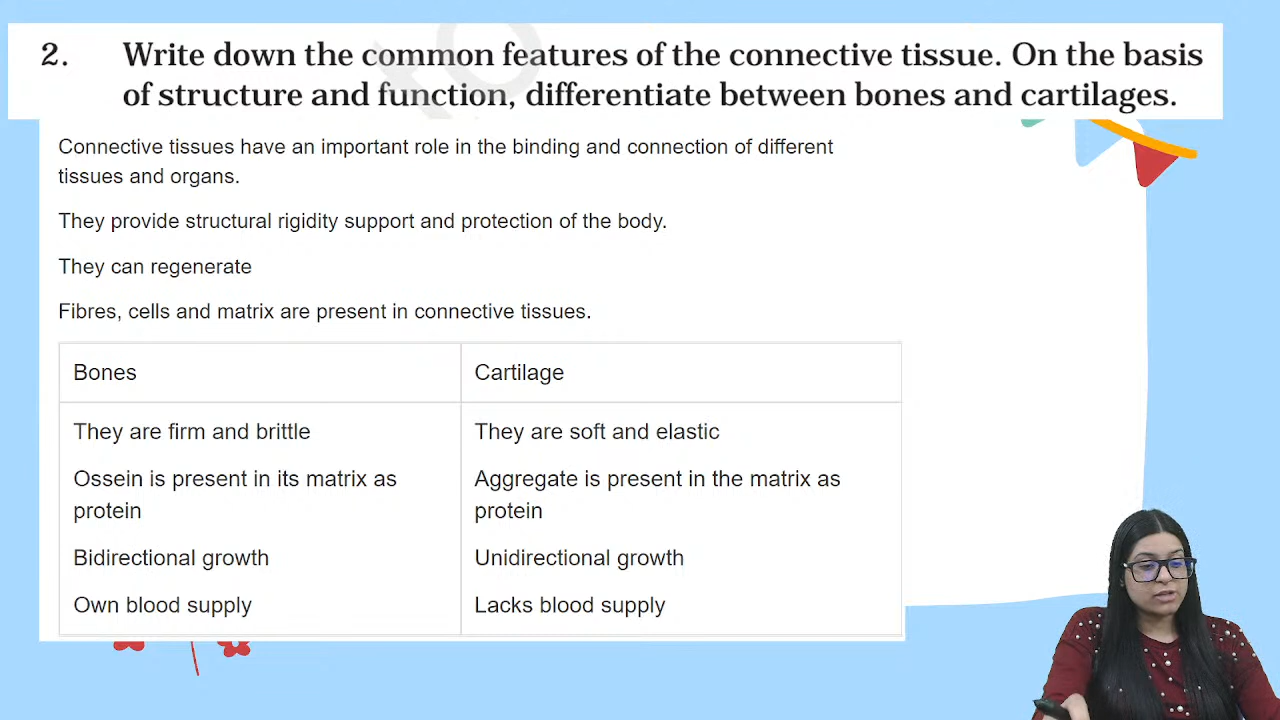 2. Write down the common features of the connective tissue. On the basis
of structure and function, differentiate between bones and cartilages.
Connective tissues have an important role in the binding and connection of different
tissues and organs.
They provide structural rigidity support and protection of the body.
They can regenerate
Fibres, cells and matrix are present in connective tissues.
Bones
Cartilage
They are firm and brittle
They are soft and elastic
Ossein is present in its matrix as
protein
Aggregate is present in the matrix as
protein
Bidirectional growth
Unidirectional growth
Own blood supply
Lacks blood supply